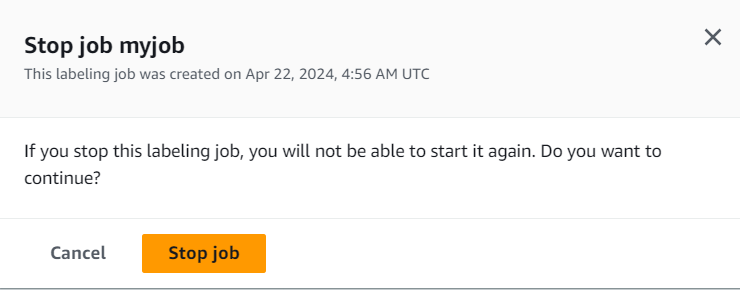 Stop job myjob
This labeling job was created on Apr 22, 2024, 4:56 AM UTC
If you stop this labeling job, you will not be able to start it again. Do you want to
continue?
Cancel
Stop job